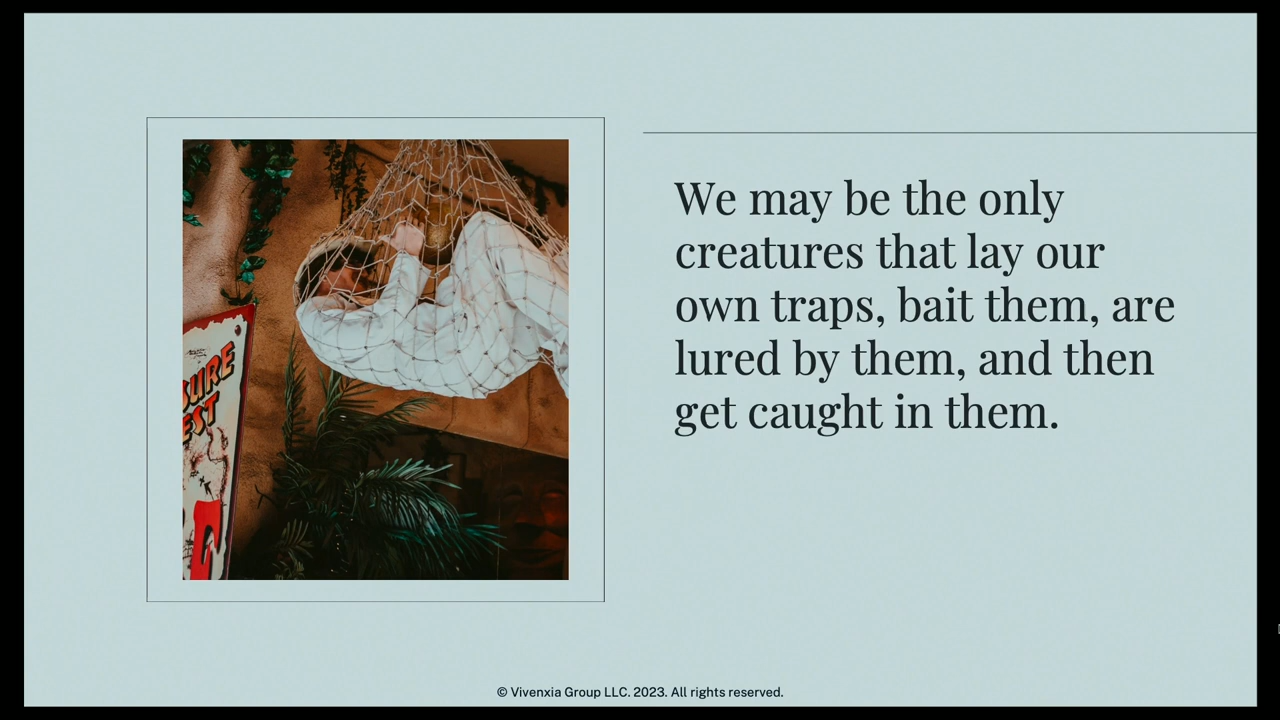 We may be the only
creatures that lay our
own traps, bait them, are
lured by them, and then
get caught in them.
© Vivenxia Group LLC. 2023. All rights reserved.